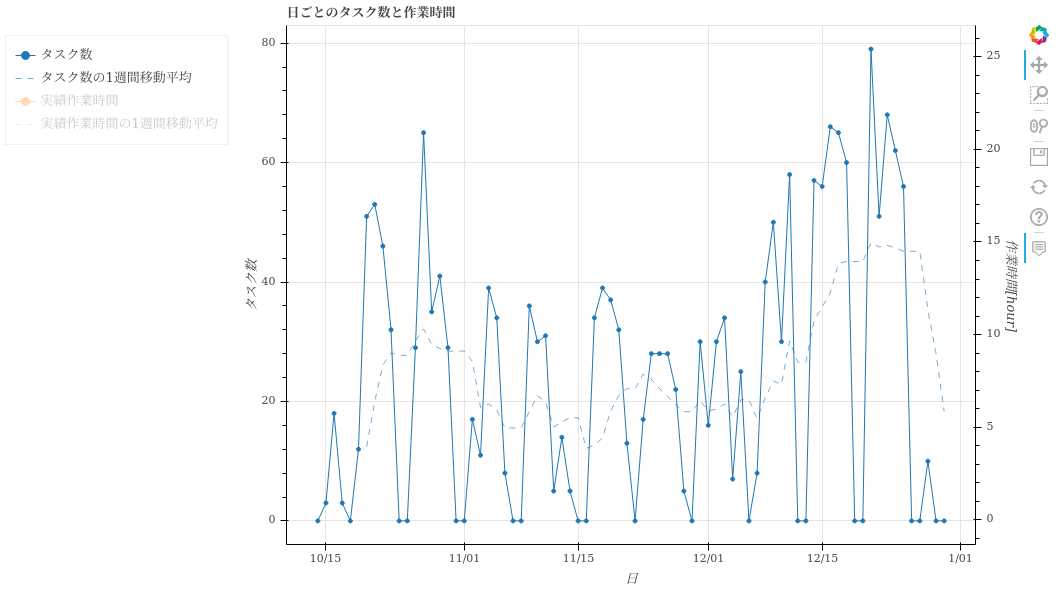 日ごとのタスク数と作業時間
タスク数
タスク数の1週間移動平均
実績作業時間
実績作業時間の1週間移動平均
80
60
40
20
0
タスク数
25
20
15
10
5
0
作業時間[hour]
10/15
11/01
11/15
12/01
12/15
1/01
日